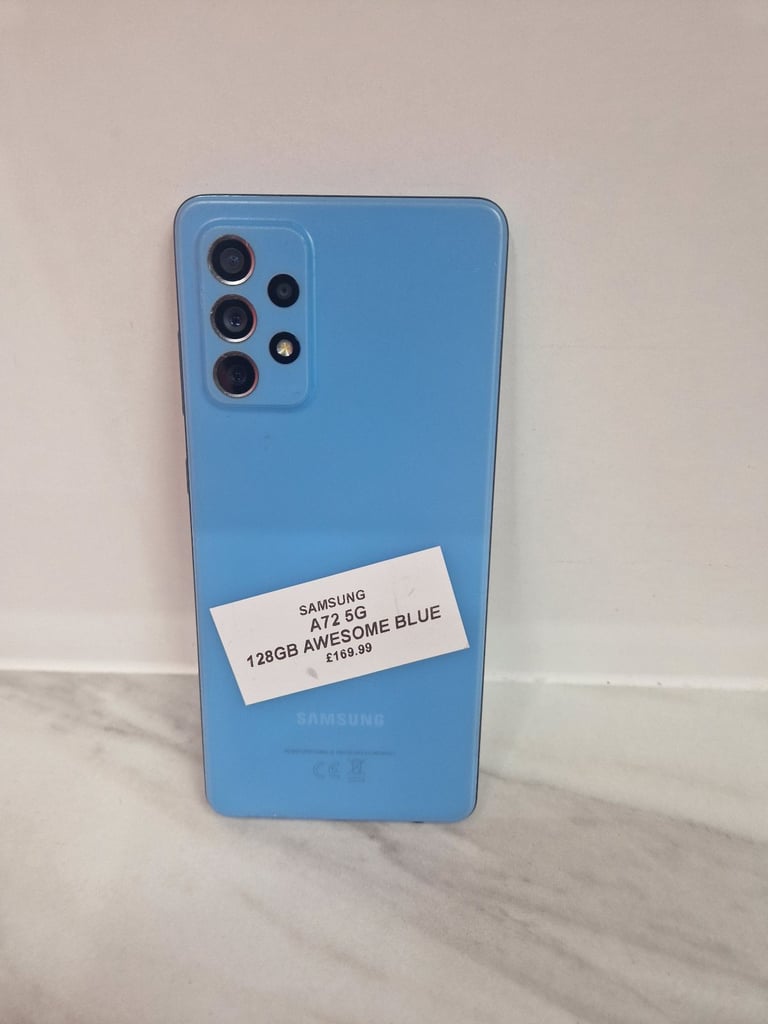 SAMSUNG
A72 5G
128GB AWESOME BLUE
£169.99
SAMSUNG
CE